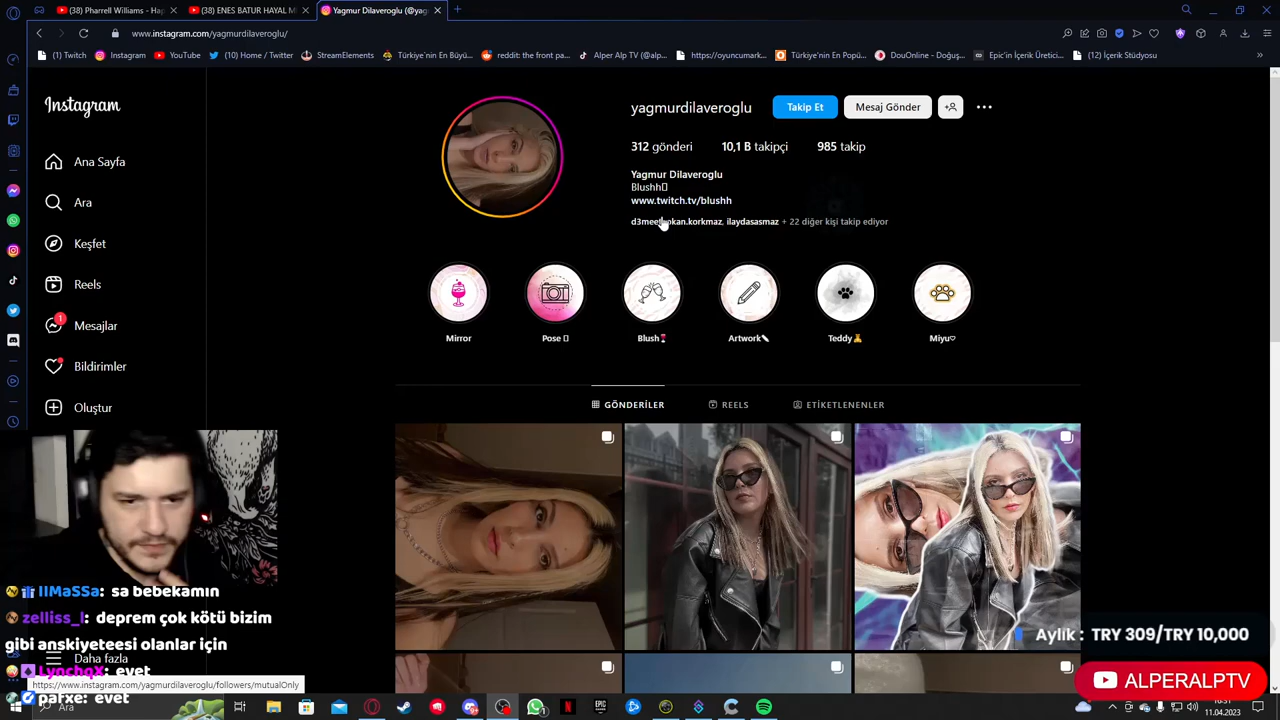 (38) Pharrell Williams - Hap
(38) ENES BATUR HAYAL M
Yagmur Dilaveroglu (@yag
www.instagram.com/yagmurdilaveroglu/
(1) Twitch
Instagram
YouTube
(10) Home / Twitter
StreamElements
Türkiye'nin En Büyü...
reddit: the front pa...
Alper Alp TV (@alp...
https://oyuncumark...
Türkiye'nin En Popü...
DouOnline - Doğuş...
Epic'in İçerik Üretici...
(12) İçerik Stüdyosu
Instagram
yagmurdilaveroglu
Takip Et
Mesaj Gönder
312 gönderi
10,1 B takipçi
985 takip
Yagmur Dilaveroglu
Blushh
www.twitch.tv/blushh
ilaydasasmaz + 22 diğer kişi takip ediyor
Ana Sayfa
Ara
Keşfet
Reels
1
Mesajlar
Bildirimler
Oluştur
Daha fazla
Mirror
Pose
Blush🍷
Artwork✎
Teddy🧸
Miyu♡
GÖNDERİLER
REELS
ETİKETLENENLER
IIMaSSa: sa bebekamın
zelliss_l: deprem çok kötü bizim
gibi anskiyeteesi olanlar için
LynchqX: evet
https://www.instagram.com/yagmurdilaveroglu/followers/mutualOnly
parxe: evet
Aylık : TRY 309/TRY 10,000
ALPERALPTV
Ara
11.04.2023